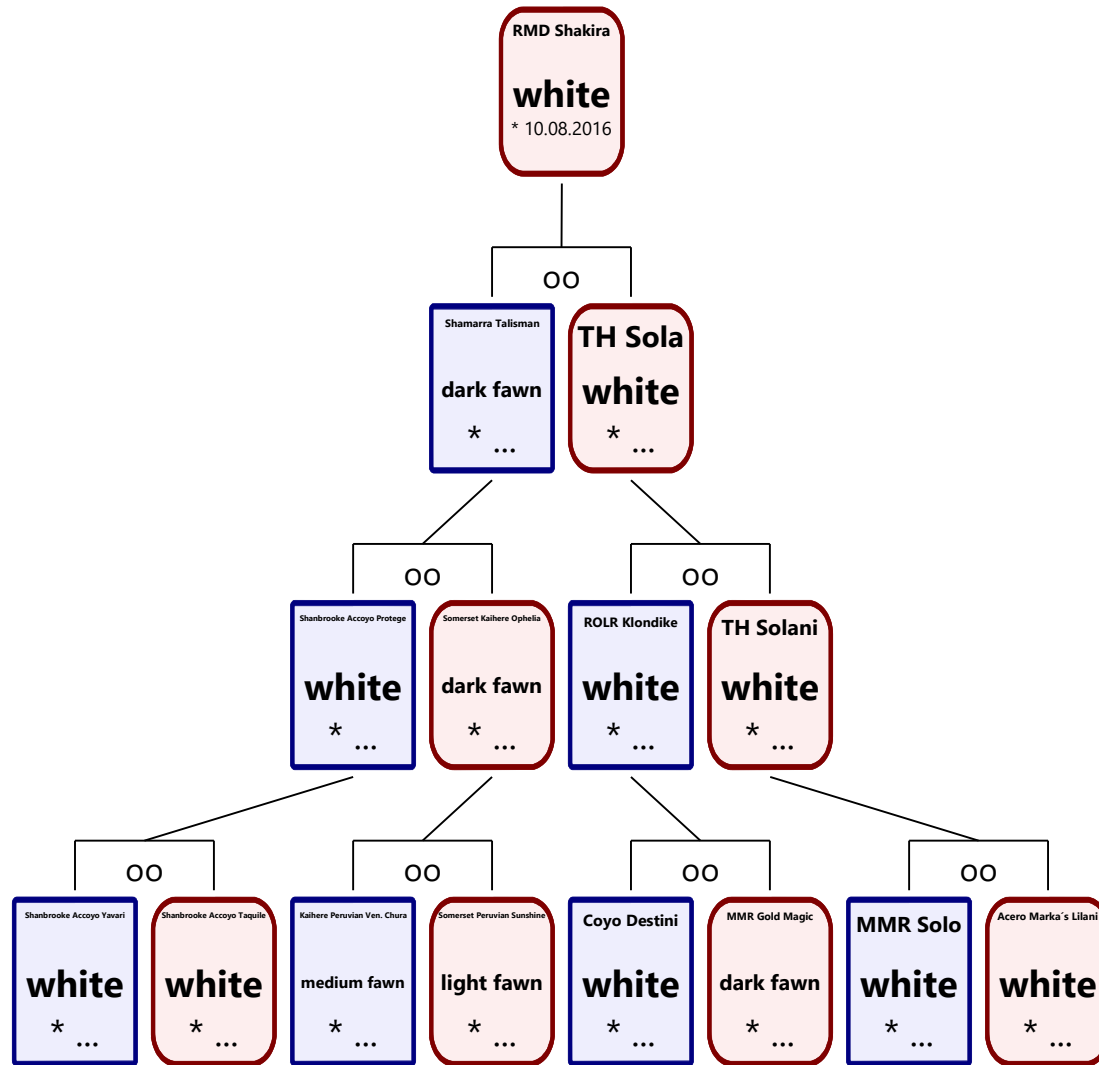 RMD Shakira
white
* 10.08.2016
oo
Shamarra Talisman
dark fawn
* ...
TH Sola
white
* ...
oo
oo
Shanbrooke Accoyo Protege
white
* ...
Somerset Kaihere Ophelia
dark fawn
* ...
ROLR Klondike
white
* ...
TH Solani
white
* ...
oo
oo
oo
oo
Shanbrooke Accoyo Yavari
white
* ...
Shanbrooke Accoyo Taquile
white
* ...
Kaihere Peruvian Ven. Chura
medium fawn
* ...
Somerset Peruvian Sunshine
light fawn
* ...
Coyo Destini
white
* ...
MMR Gold Magic
dark fawn
* ...
MMR Solo
white
* ...
Acero Marka´s Lilani
white
* ...